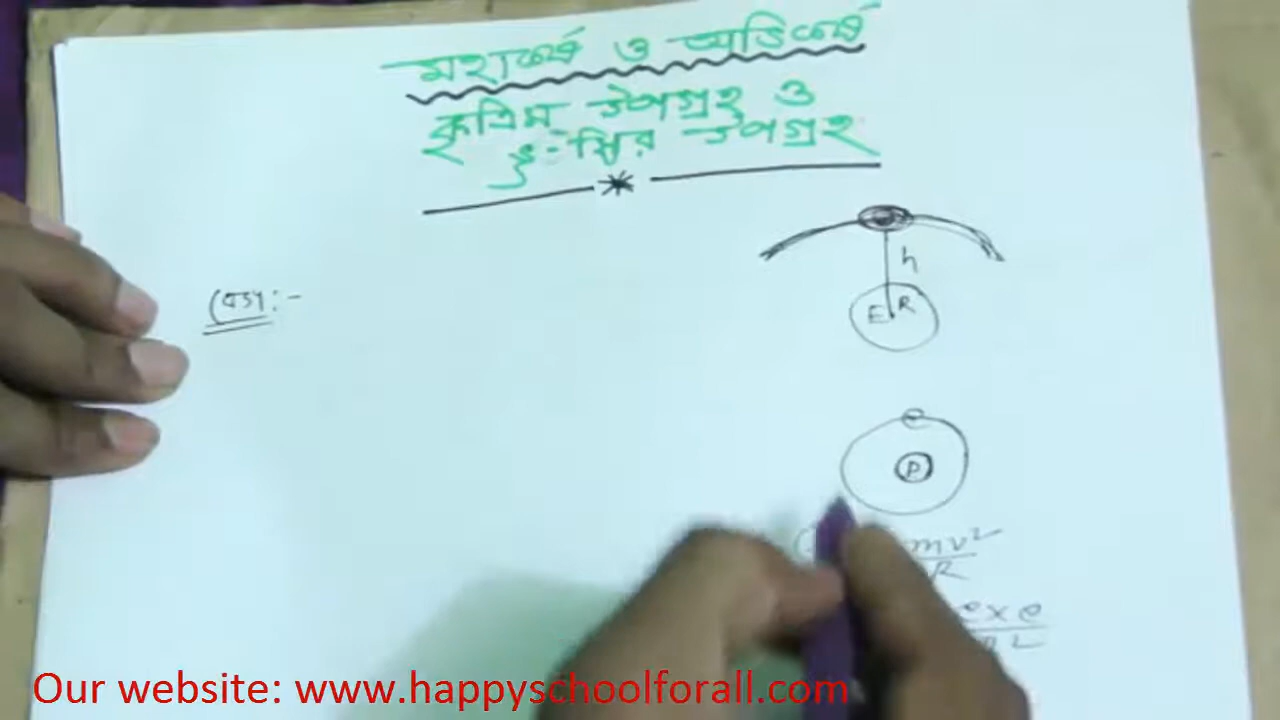 মহাকর্ষ ও অভিকর্ষ
কৃত্রিম উপগ্রহ ও
ভূ-স্থির উপগ্রহ
বেগ :-
h
E R
P
mv²
R
e x e
Our website: www.happyschoolforall.com